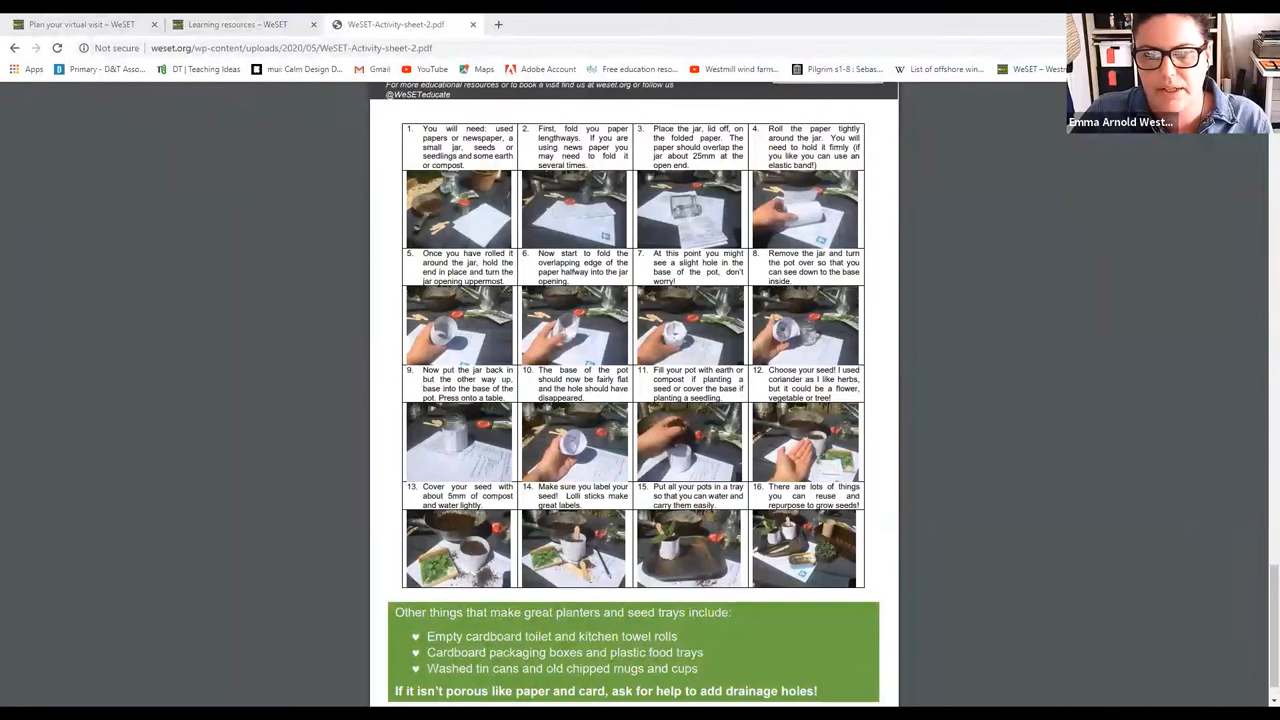 Plan your virtual visit – WeSET
Learning resources – WeSET
WeSET-Activity-sheet-2.pdf
Not secure
weset.org/wp-content/uploads/2020/05/WeSET-Activity-sheet-2.pdf
Apps
Primary - D&T Asso...
DT | Teaching Ideas
mui: Calm Design D...
Gmail
YouTube
Maps
Adobe Account
Free education reso...
Westmill wind farm...
Pilgrim s1-8 : Sebas...
List of offshore win...
WeSET – Westm
Emma Arnold West...
For more educational resources or to book a visit find us at weset.org or follow us
@WeSETeducate
1. You will need: used
papers or newspaper, a
small jar, seeds or
seedlings and some earth
or compost.
2. First, fold you paper
lengthways. If you are
using news paper you
may need to fold it
several times.
3. Place the jar, lid off, on
the folded paper. The
paper should overlap the
jar about 25mm at the
open end.
4. Roll the paper tightly
around the jar. You will
need to hold it firmly (if
you like you can use an
elastic band!)
5. Once you have rolled it
around the jar, hold the
end in place and turn the
jar opening uppermost.
6. Now start to fold the
overlapping edge of the
paper halfway into the jar
opening.
7. At this point you might
see a slight hole in the
base of the pot, don't
worry!
8. Remove the jar and turn
the pot over so that you
can see down to the base
inside.
9. Now put the jar back in
but the other way up,
base into the base of the
pot. Press onto a table.
10. The base of the pot
should now be fairly flat
and the hole should have
disappeared.
11. Fill your pot with earth or
compost if planting a
seed or cover the base if
planting a seedling.
12. Choose your seed! I used
coriander as I like herbs,
but it could be a flower,
vegetable or tree!
13. Cover your seed with
about 5mm of compost
and water lightly.
14. Make sure you label your
seed! Lolli sticks make
great labels.
15. Put all your pots in a tray
so that you can water and
carry them easily.
16. There are lots of things
you can reuse and
repurpose to grow seeds!
Other things that make great planters and seed trays include:
♥ Empty cardboard toilet and kitchen towel rolls
♥ Cardboard packaging boxes and plastic food trays
♥ Washed tin cans and old chipped mugs and cups
If it isn't porous like paper and card, ask for help to add drainage holes!